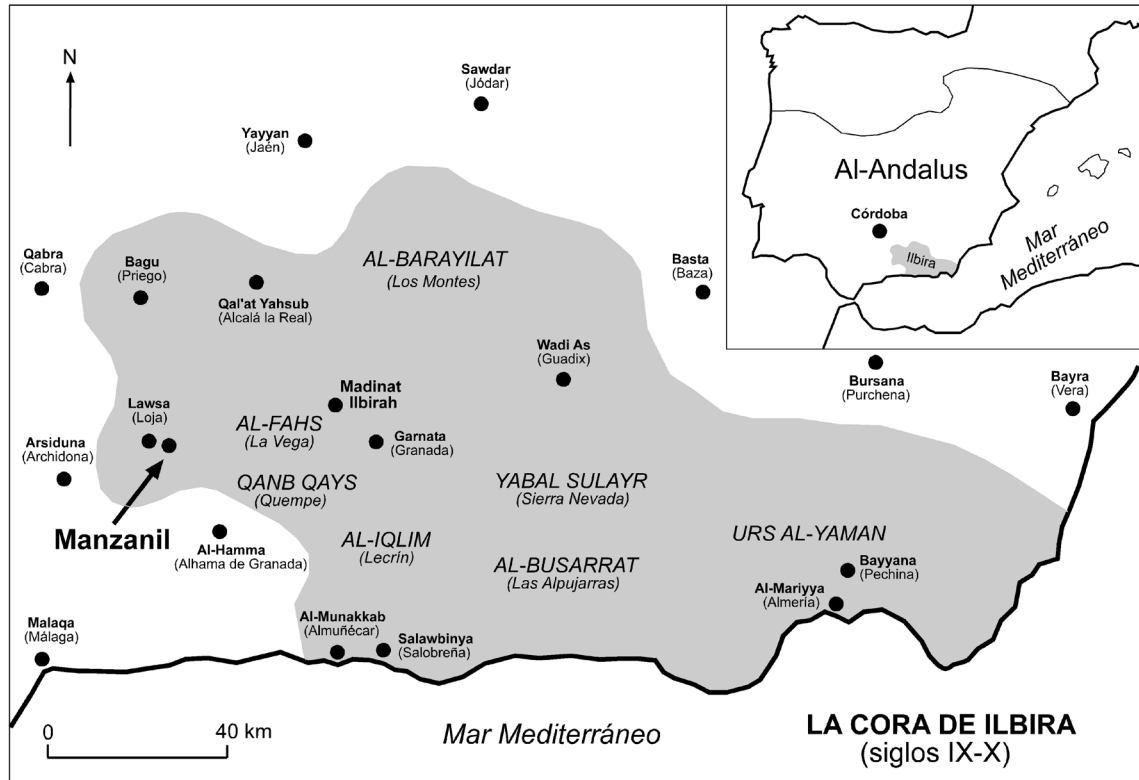 N
Sawdar
(Jódar)
Yayyan
(Jaén)
Qabra
(Cabra)
Bagu
(Priego)
Qal'at Yahsub
(Alcalá la Real)
AL-BARAYILAT
(Los Montes)
Basta
(Baza)
Wadi As
(Guadix)
Madinat
Ilbirah
Lawsa
(Loja)
AL-FAHS
(La Vega)
Garnata
(Granada)
Arsiduna
(Archidona)
QANB QAYS
(Quempe)
YABAL SULAYR
(Sierra Nevada)
Manzanil
Al-Hamma
(Alhama de Granada)
AL-IQLIM
(Lecrín)
AL-BUSARRAT
(Las Alpujarras)
URS AL-YAMAN
Bayyana
(Pechina)
Al-Mariyya
(Almería)
Malaqa
(Málaga)
Al-Munakkab
(Almuñécar)
Salawbinya
(Salobreña)
Bursana
(Purchena)
Bayra
(Vera)
Al-Andalus
Córdoba
Ilbira
Mar
Mediterráneo
0 40 km
Mar Mediterráneo
LA CORA DE ILBIRA
(siglos IX-X)